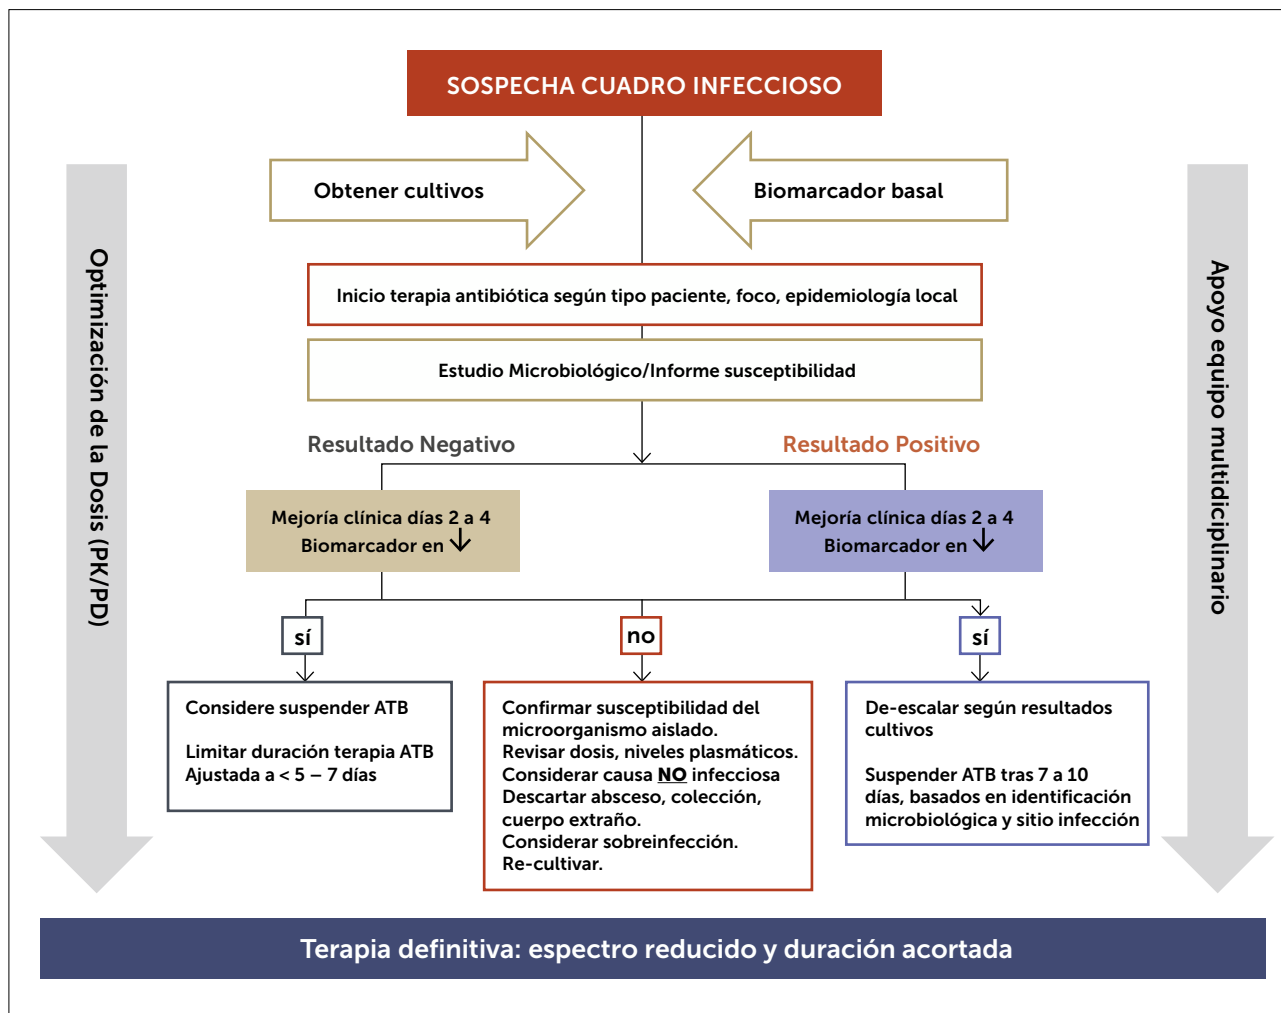 SOSPECHA CUADRO INFECCIOSO
Obtener cultivos
Biomarcador basal
Optimización de la Dosis (PK/PD)
Apoyo equipo multidiciplinario
Inicio terapia antibiótica según tipo paciente, foco, epidemiología local
Estudio Microbiológico/Informe susceptibilidad
Resultado Negativo
Resultado Positivo
Mejoría clínica días 2 a 4
Biomarcador en ↓
Mejoría clínica días 2 a 4
Biomarcador en ↓
sí
no
sí
Considere suspender ATB
Limitar duración terapia ATB
Ajustada a < 5 – 7 días
Confirmar susceptibilidad del
microorganismo aislado.
Revisar dosis, niveles plasmáticos.
Considerar causa NO infecciosa
Descartar absceso, colección,
cuerpo extraño.
Considerar sobreinfección.
Re-cultivar.
De-escalar según resultados
cultivos
Suspender ATB tras 7 a 10
días, basados en identificación
microbiológica y sitio infección
Terapia definitiva: espectro reducido y duración acortada